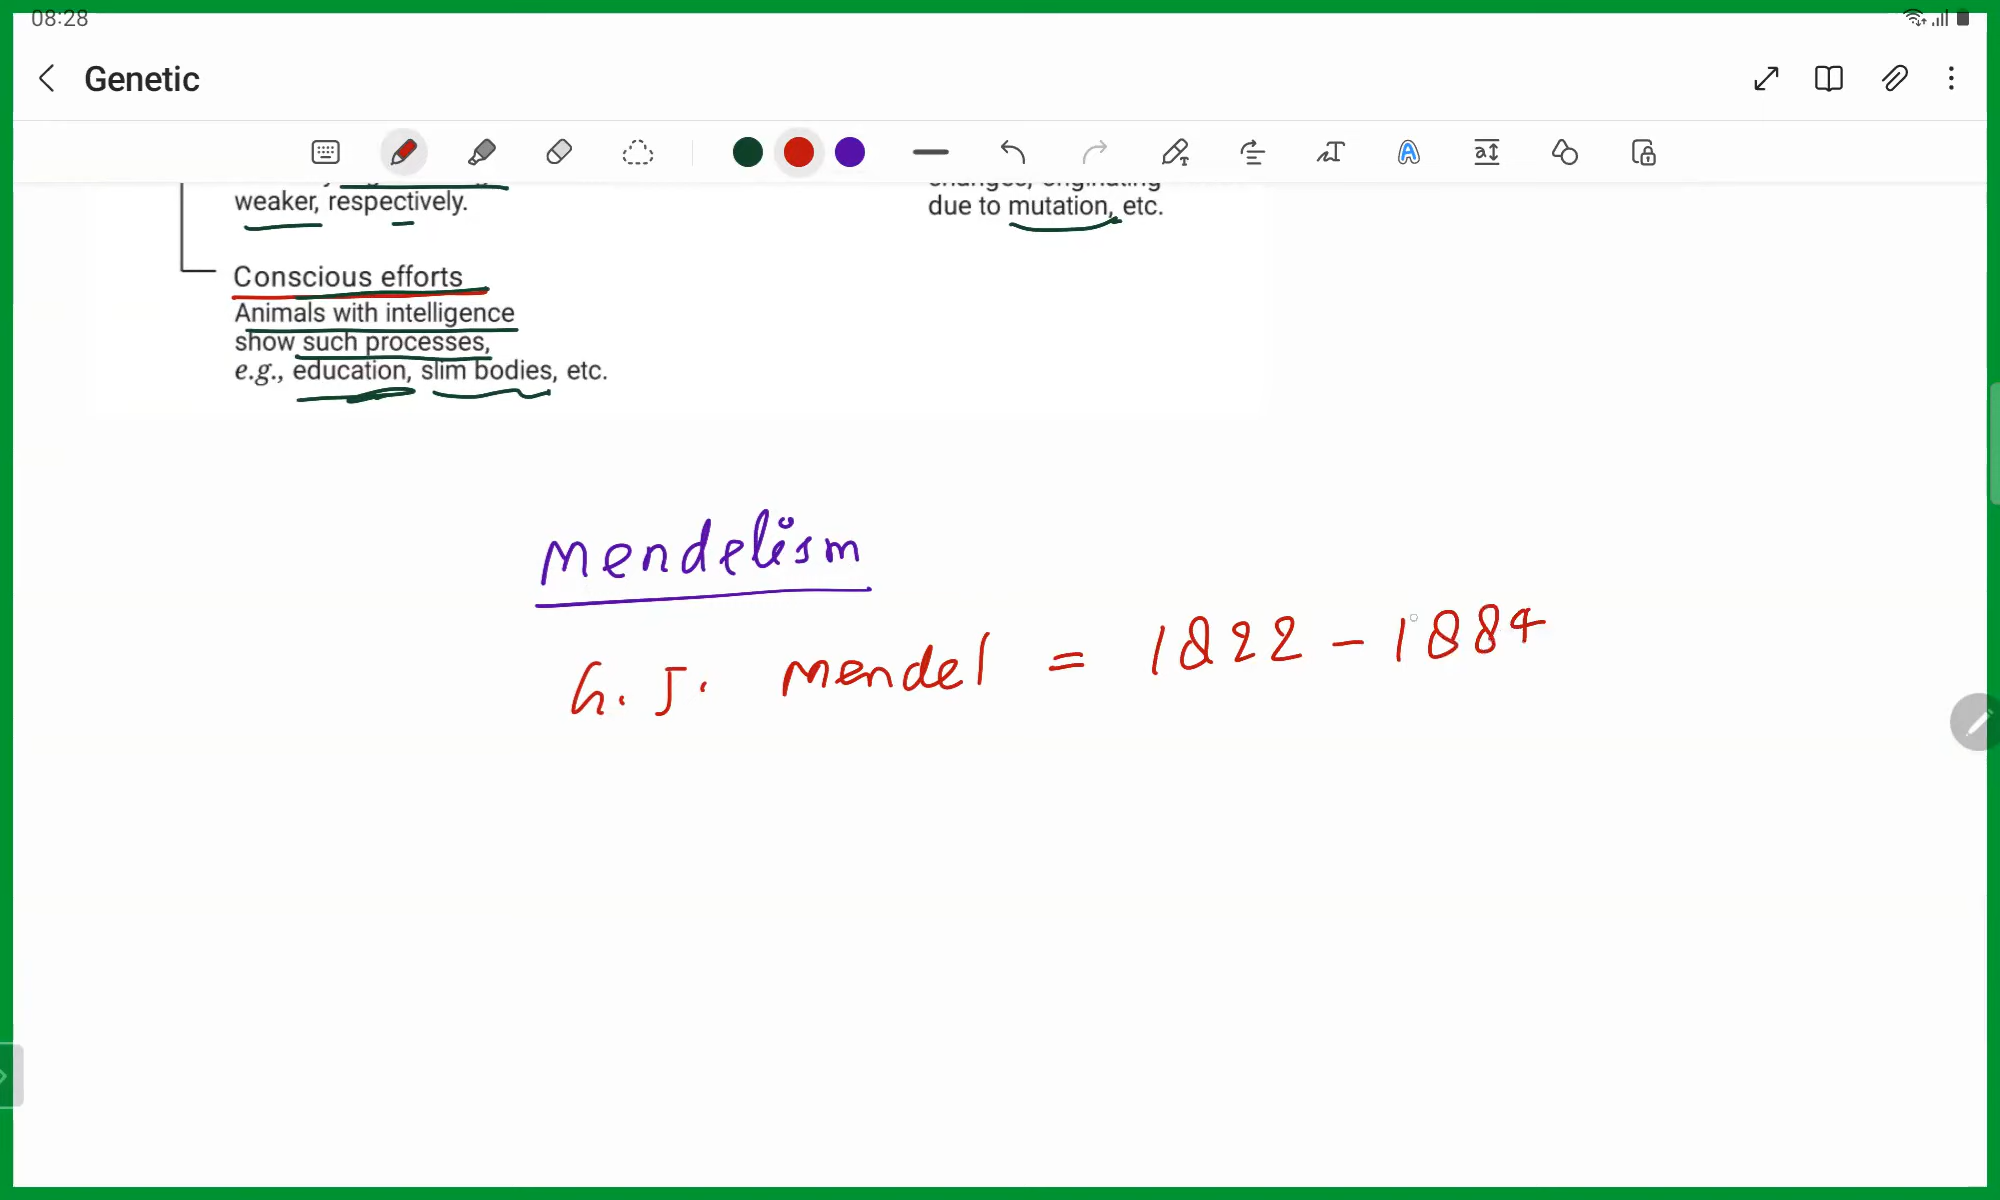 08:28
Genetic
weaker, respectively.
due to mutation, etc.
Conscious efforts
Animals with intelligence
show such processes,
e.g., education, slim bodies, etc.
Mendelism
G. J. Mendel = 1822 - 1884